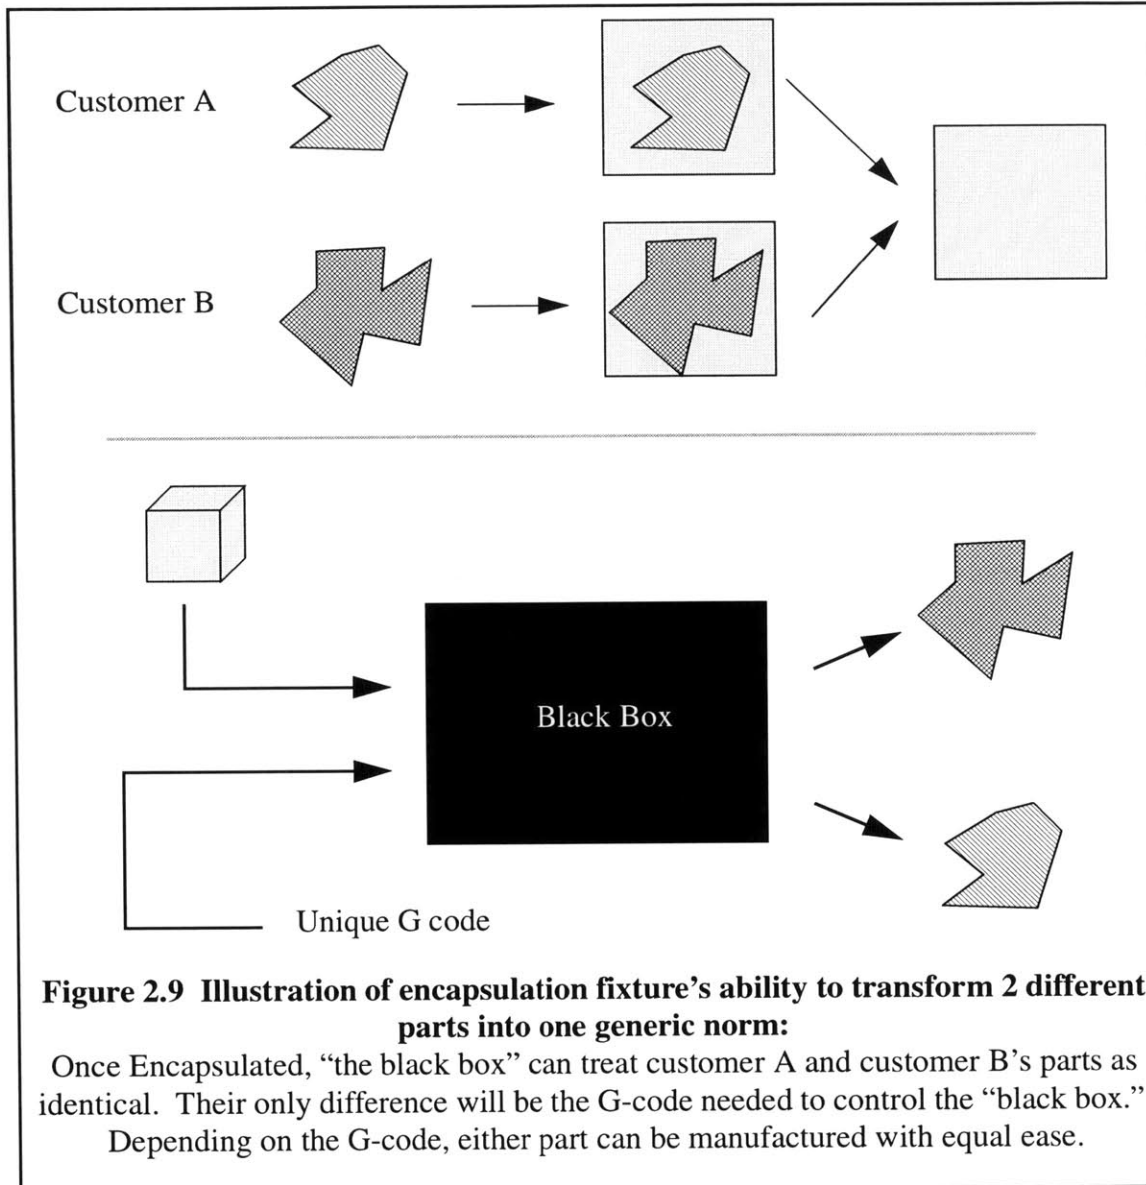 Customer A
Customer B
Black Box
Unique G code
Figure 2.9  Illustration of encapsulation fixture's ability to transform 2 different
parts into one generic norm:
Once Encapsulated, “the black box” can treat customer A and customer B's parts as
identical.  Their only difference will be the G-code needed to control the “black box.”
Depending on the G-code, either part can be manufactured with equal ease.